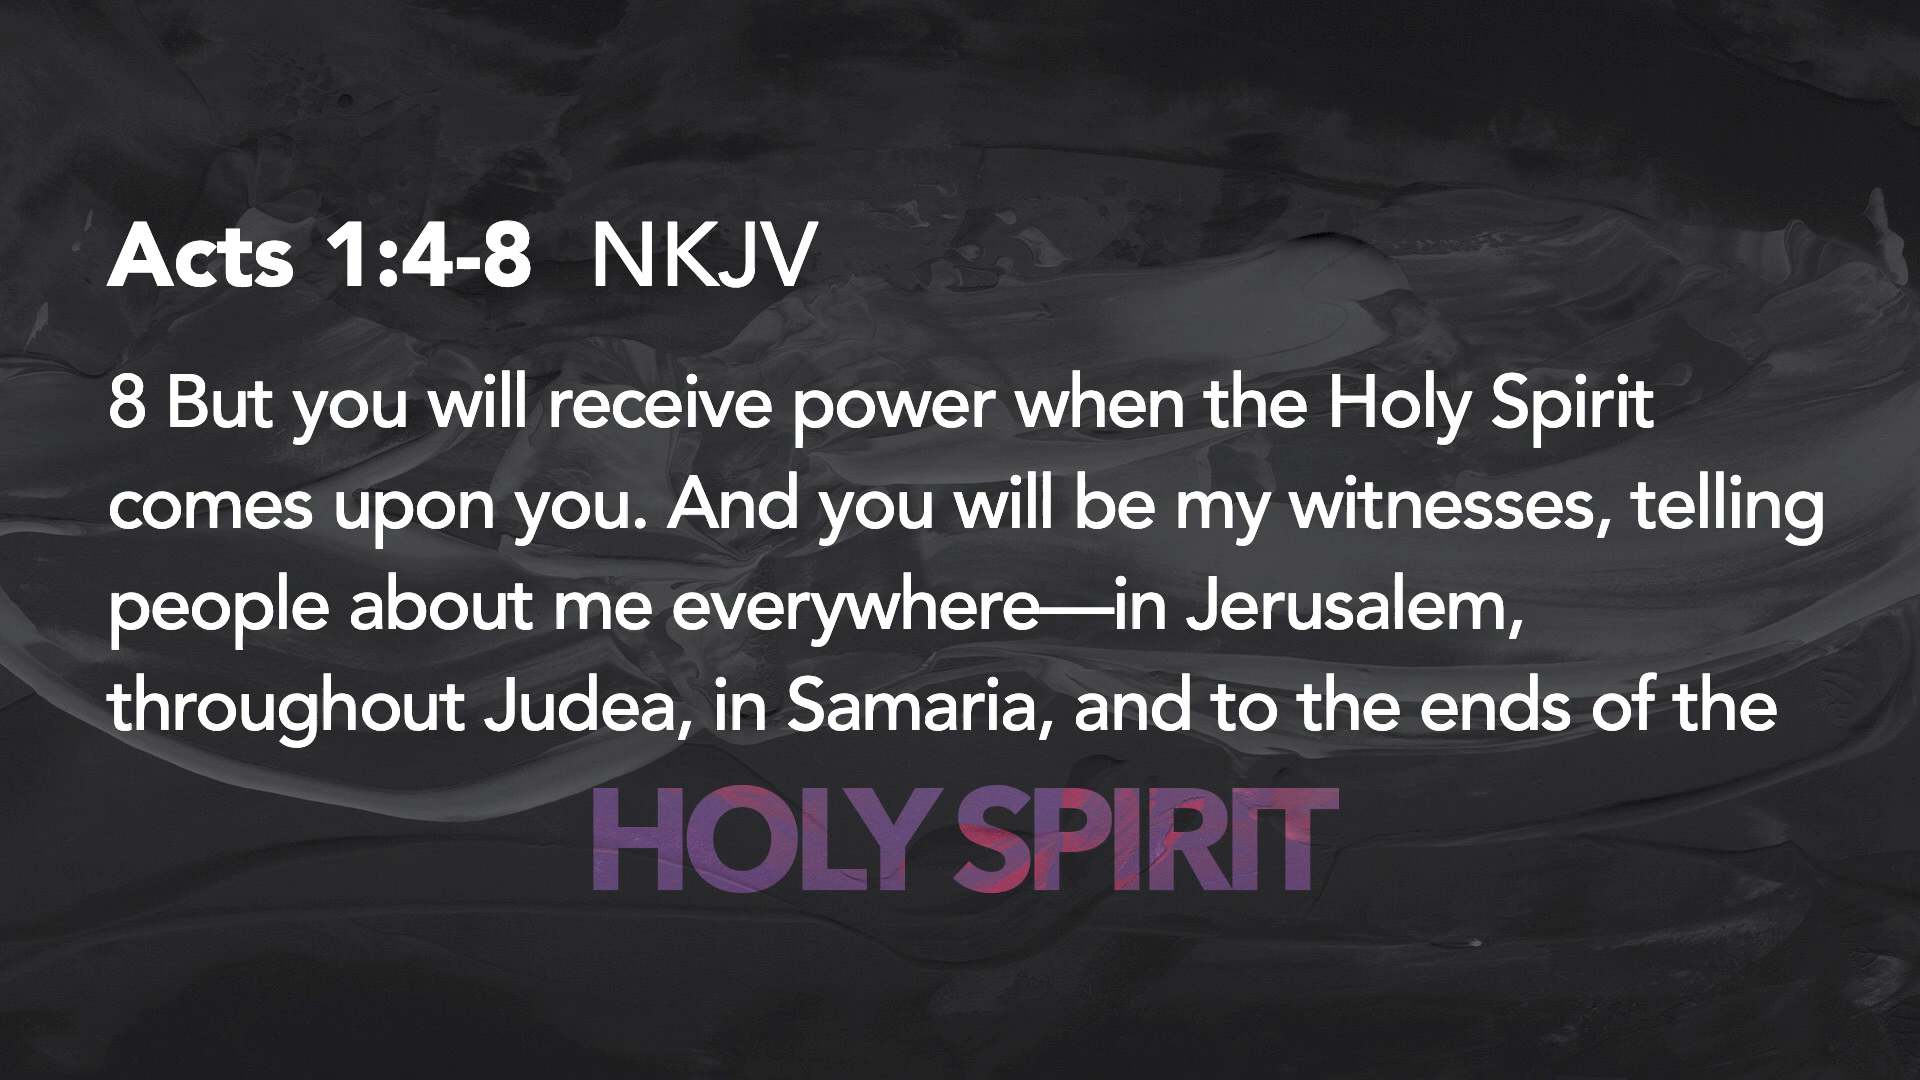 Acts 1:4-8 NKJV
8 But you will receive power when the Holy Spirit
comes upon you. And you will be my witnesses, telling
people about me everywhere—in Jerusalem,
throughout Judea, in Samaria, and to the ends of the
HOLY SPIRIT